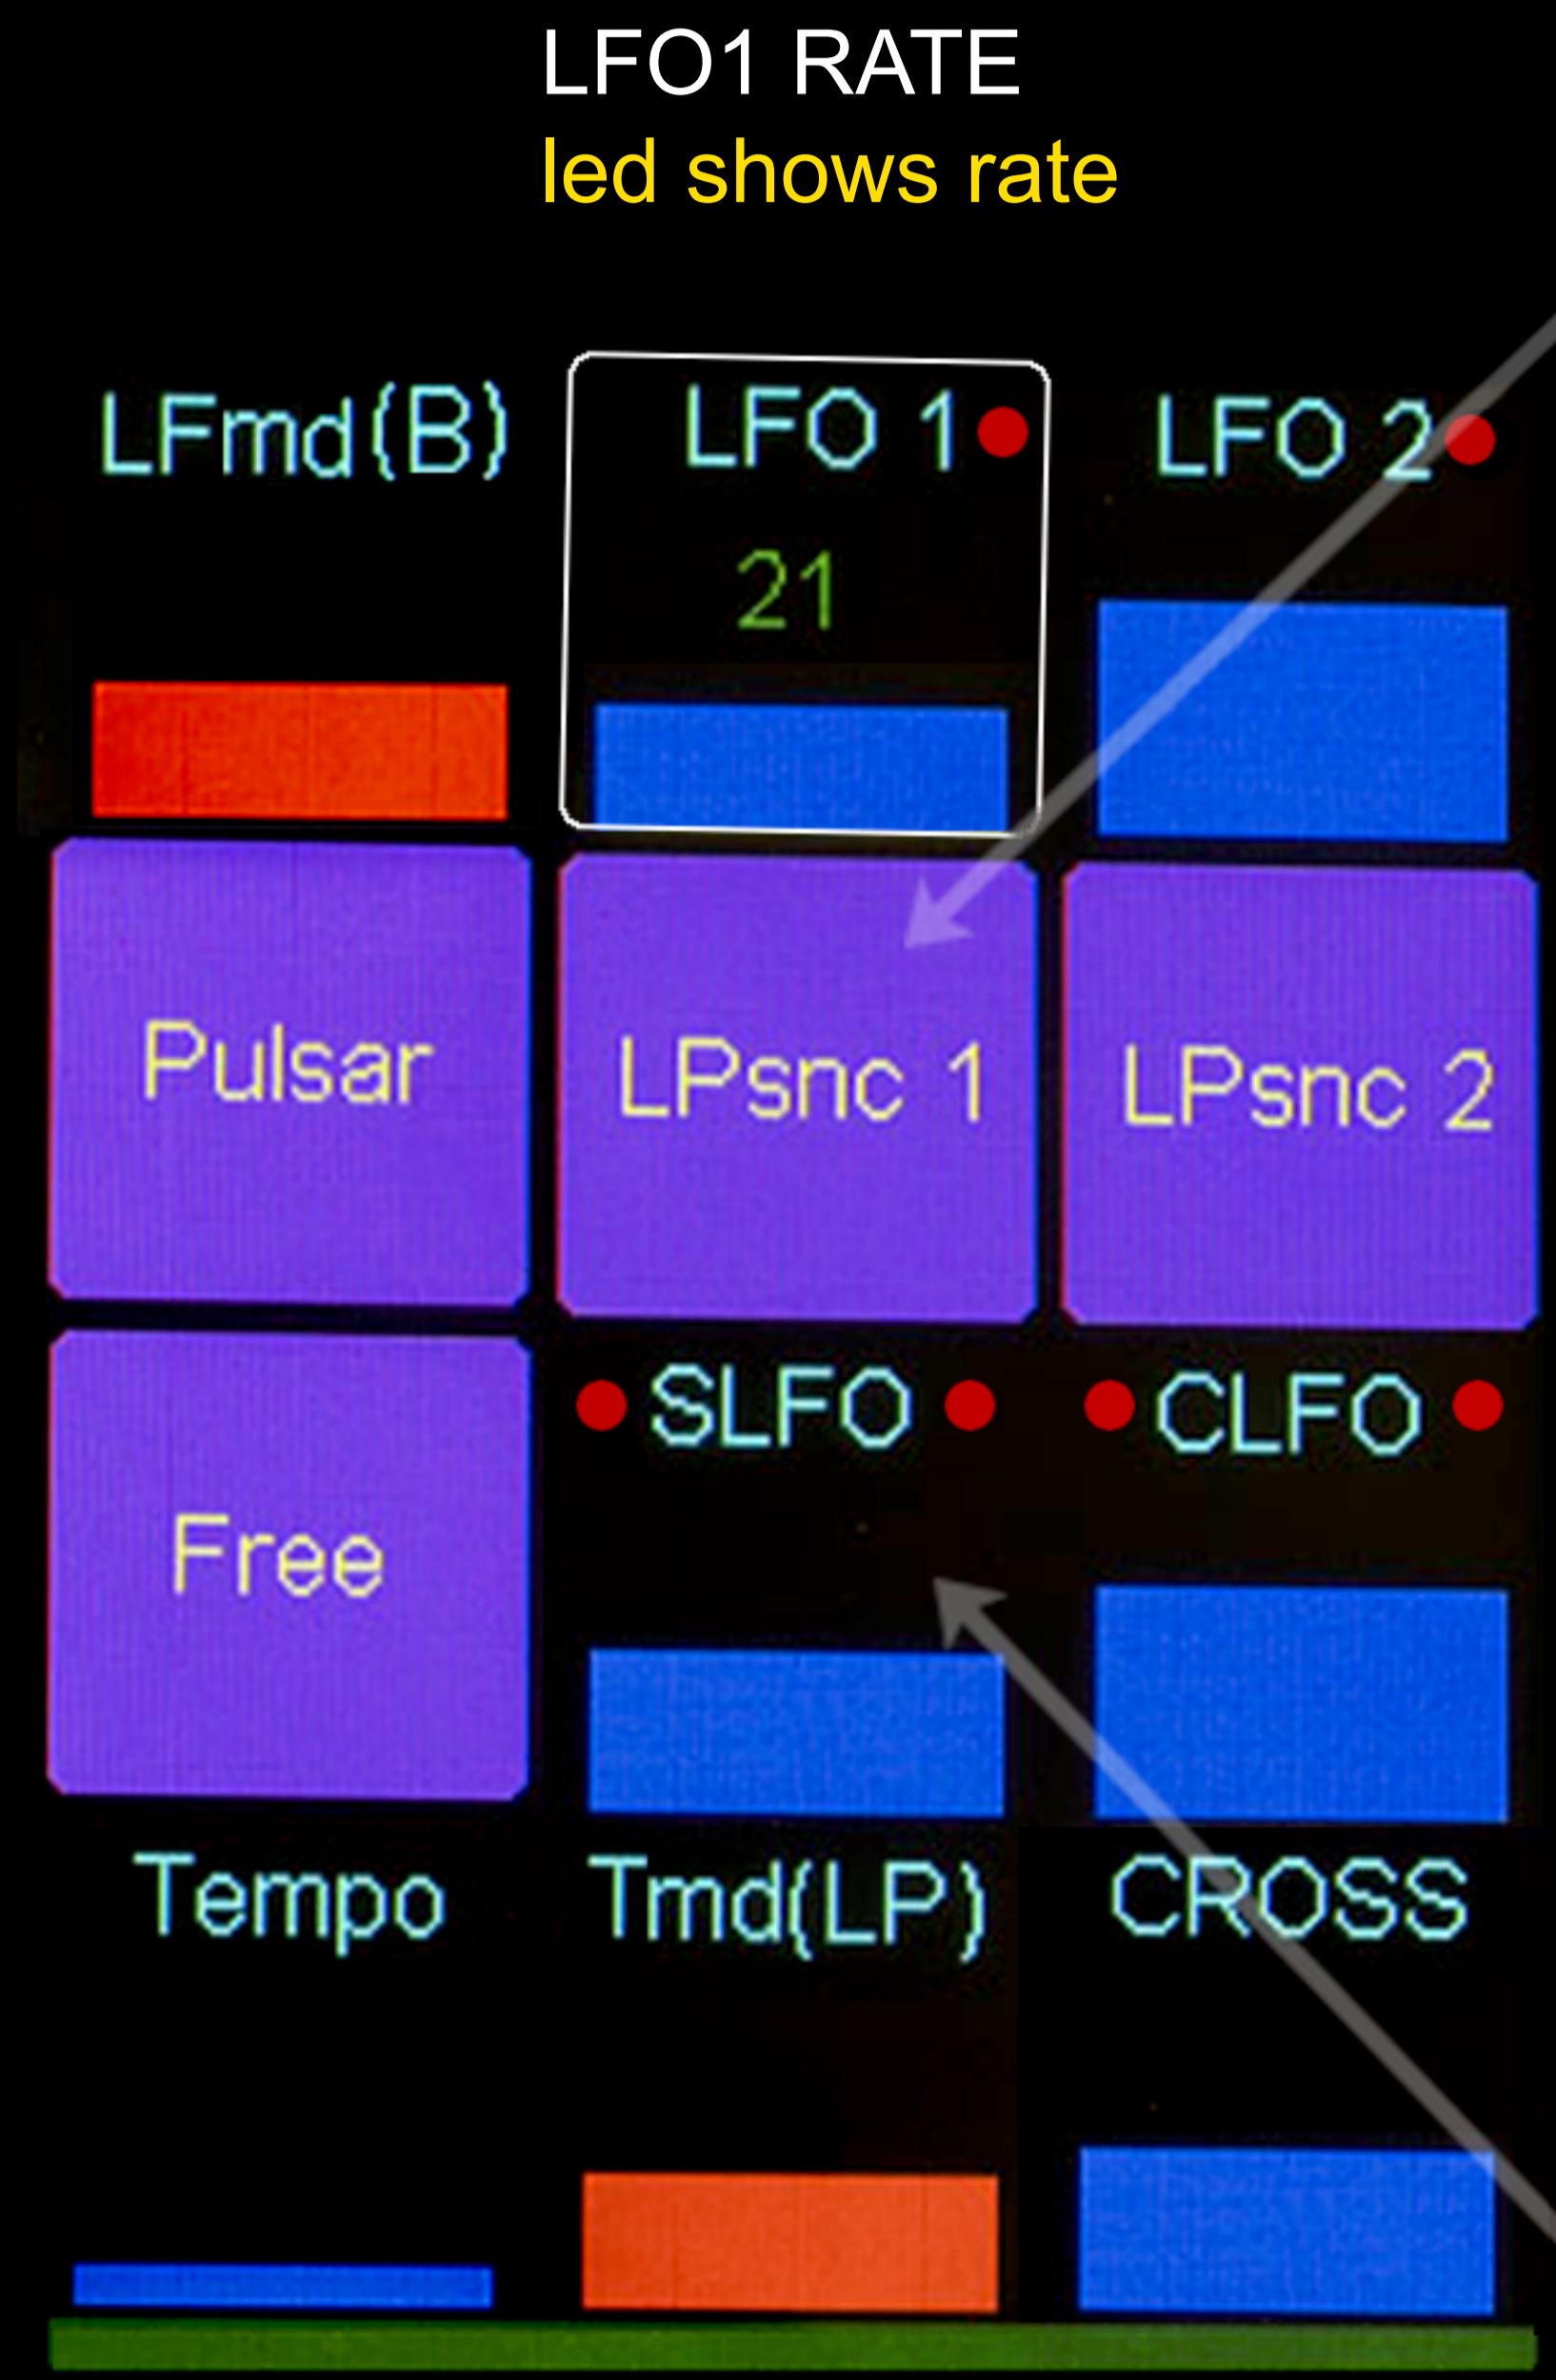 LFO1 RATE
led shows rate
LFmd(B) LFO 1 LFO 2
21
Pulsar LPsnc 1 LPsnc 2
SLFO CLFO
Free
Tempo Tmd(LP) CROSS